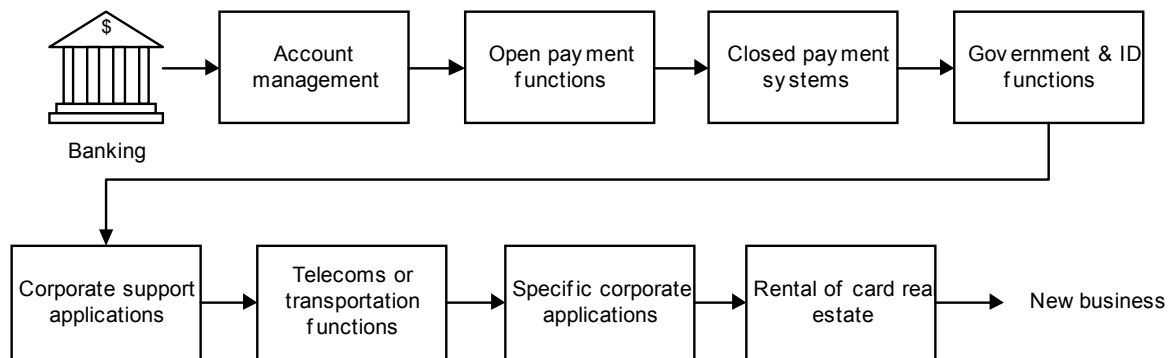 $
Banking
Account
management
Open payment
functions
Closed payment
systems
Government & ID
functions
Corporate support
applications
Telecoms or
transportation
functions
Specific corporate
applications
Rental of card rea
estate
New business